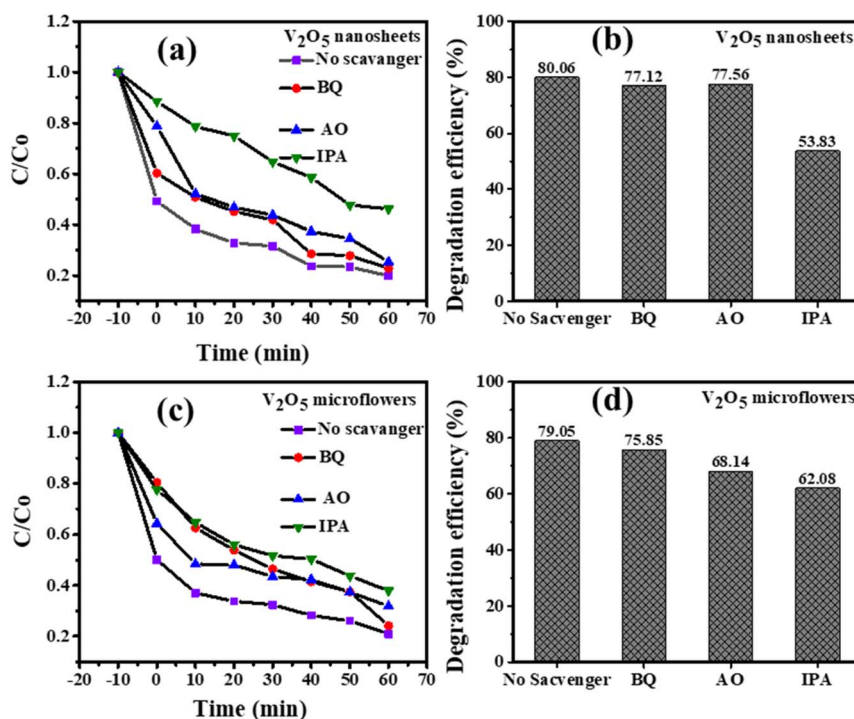 (a)
V2O5 nanosheets
No scavanger
BQ
AO
IPA
1.2
1.0
0.8
0.6
0.4
0.2
C/Co
-20 -10 0 10 20 30 40 50 60 70
Time (min)
(b)
V2O5 nanosheets
100
80
60
40
20
0
Degradation efficiency (%)
80.06
77.12
77.56
53.83
No Sacvenger BQ AO IPA
(c)
V2O5 microflowers
No scavanger
BQ
AO
IPA
1.2
1.0
0.8
0.6
0.4
0.2
C/Co
-20 -10 0 10 20 30 40 50 60 70
Time (min)
(d)
V2O5 microflowers
100
80
60
40
20
0
Degradation efficiency (%)
79.05
75.85
68.14
62.08
No Sacvenger BQ AO IPA